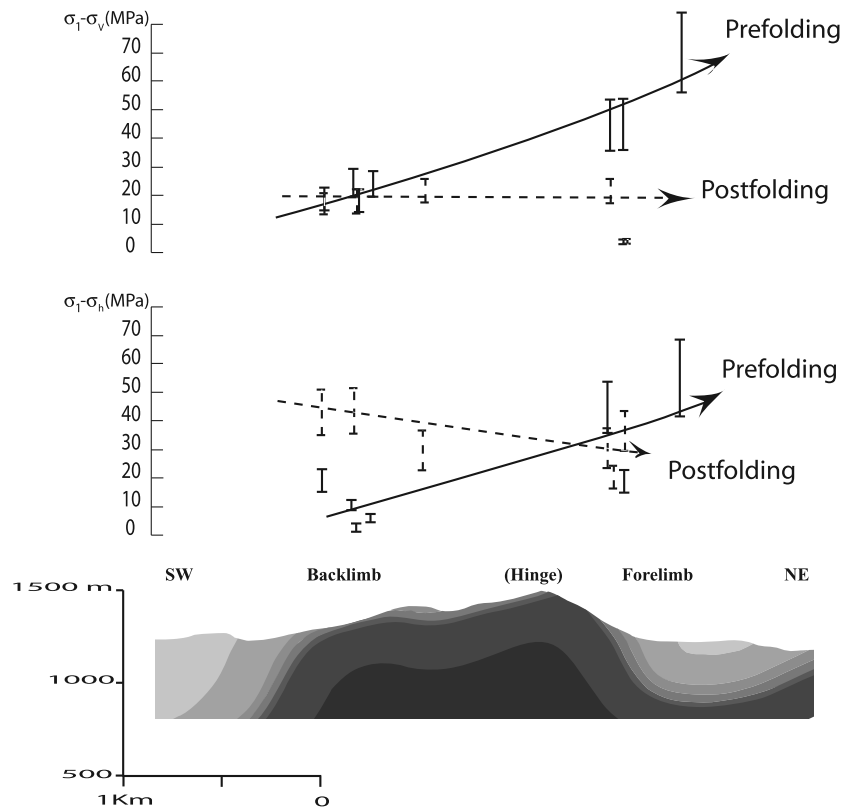 σ₁-σᵥ(MPa)
80
70
60
50
40
30
20
10
0
Prefolding
Postfolding
σ₁-σₕ(MPa)
70
60
50
40
30
20
10
0
Prefolding
Postfolding
SW Backlimb (Hinge) Forelimb NE
1500 m
1000
500
1Km 0